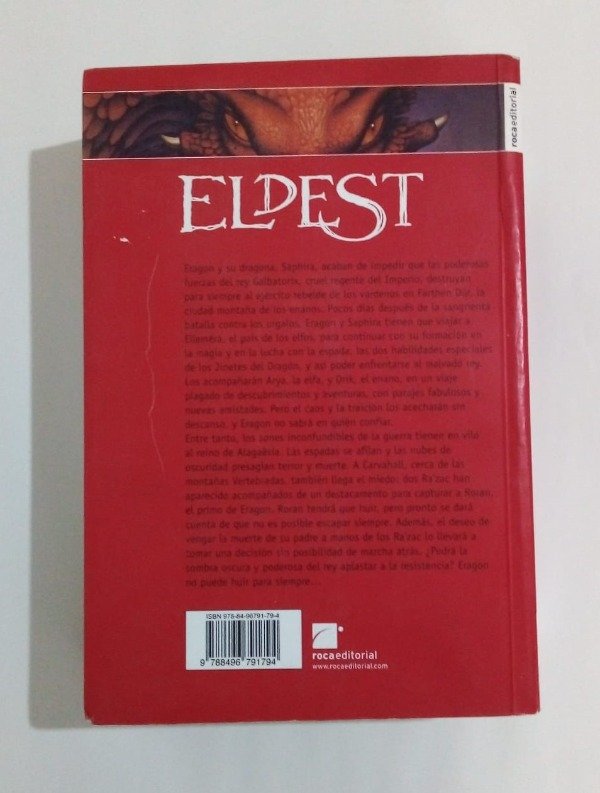 rocaeditorial
ELDEST
Eragon y su dragona, Saphira, acaban de impedir que las poderosas
fuerzas del rey Galbatorix, cruel regente del Imperio, destruyan
para siempre al ejército rebelde de los vardenos en Farthen Dûr, la
ciudad montaña de los enanos. Pocos días después de la sangrienta
batalla contra los úrgalos, Eragon y Saphira tienen que viajar a
Ellesméra, el país de los elfos, para continuar con su formación en
la magia y en la lucha con la espada, las dos habilidades especiales
de los Jinetes del Dragón, y así poder enfrentarse al malvado rey.
Los acompañarán Arya, la elfa, y Orik, el enano, en un viaje
plagado de descubrimientos y aventuras, con parajes fabulosos y
nuevas amistades. Pero el caos y la traición los acecharán sin
descanso, y Eragon no sabrá en quién confiar.
Entre tanto, los sones inconfundibles de la guerra tienen en vilo
al reino de Alagaësia. Las espadas se afilan y las nubes de
oscuridad presagian terror y muerte. A Carvahall, cerca de las
montañas Vertebradas, también llega el miedo: dos Ra'zac han
aparecido acompañados de un destacamento para capturar a Roran,
el primo de Eragon. Roran tendrá que huir, pero pronto se dará
cuenta de que no es posible escapar siempre. Además, el deseo de
vengar la muerte de su padre a manos de los Ra'zac lo llevará a
tomar una decisión sin posibilidad de marcha atrás. ¿Podrá la
sombra oscura y poderosa del rey aplastar a la resistencia? Eragon
no puede huir para siempre...
ISBN 978-84-96791-79-4
9 788496 791794
rocaeditorial
www.rocaeditorial.com